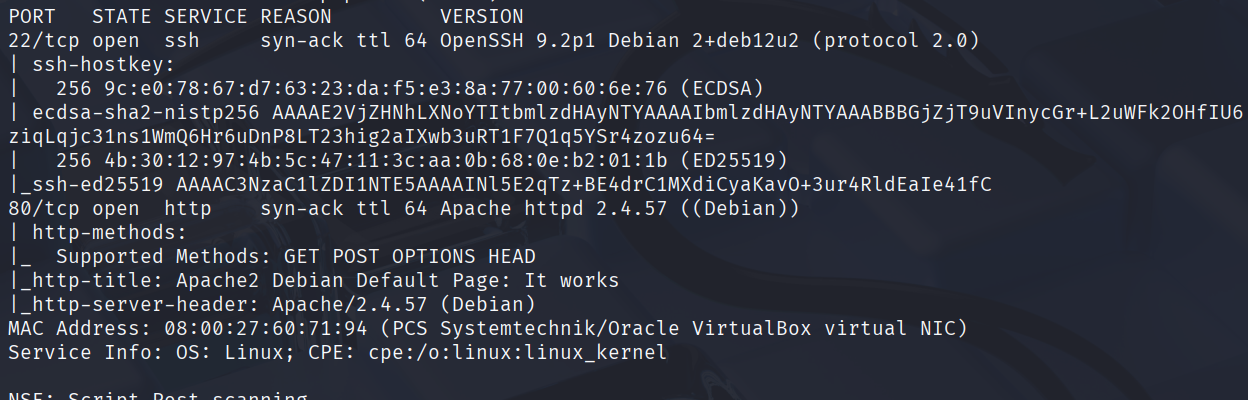 PORT   STATE SERVICE REASON         VERSION
22/tcp open  ssh     syn-ack ttl 64 OpenSSH 9.2p1 Debian 2+deb12u2 (protocol 2.0)
| ssh-hostkey:
|   256 9c:e0:78:67:d7:63:23:da:f5:e3:8a:77:00:60:6e:76 (ECDSA)
| ecdsa-sha2-nistp256 AAAAE2VjZHNhLXNoYTItbmlzdHAyNTYAAAAIbmlzdHAyNTYAAABBBGjZjT9uVInycGr+L2uWFk2OHfIU6
ziqLqjc31ns1WmQ6Hr6uDnP8LT23hig2aIXwb3uRT1F7Q1q5YSr4zozu64=
|   256 4b:30:12:97:4b:5c:47:11:3c:aa:0b:68:0e:b2:01:1b (ED25519)
|_ssh-ed25519 AAAAC3NzaC1lZDI1NTE5AAAAINl5E2qTz+BE4drC1MXdiCyaKavO+3ur4RldEaIe41fC
80/tcp open  http    syn-ack ttl 64 Apache httpd 2.4.57 ((Debian))
| http-methods:
|_  Supported Methods: GET POST OPTIONS HEAD
|_http-title: Apache2 Debian Default Page: It works
|_http-server-header: Apache/2.4.57 (Debian)
MAC Address: 08:00:27:60:71:94 (PCS Systemtechnik/Oracle VirtualBox virtual NIC)
Service Info: OS: Linux; CPE: cpe:/o:linux:linux_kernel
NSE: Script Post-scanning.